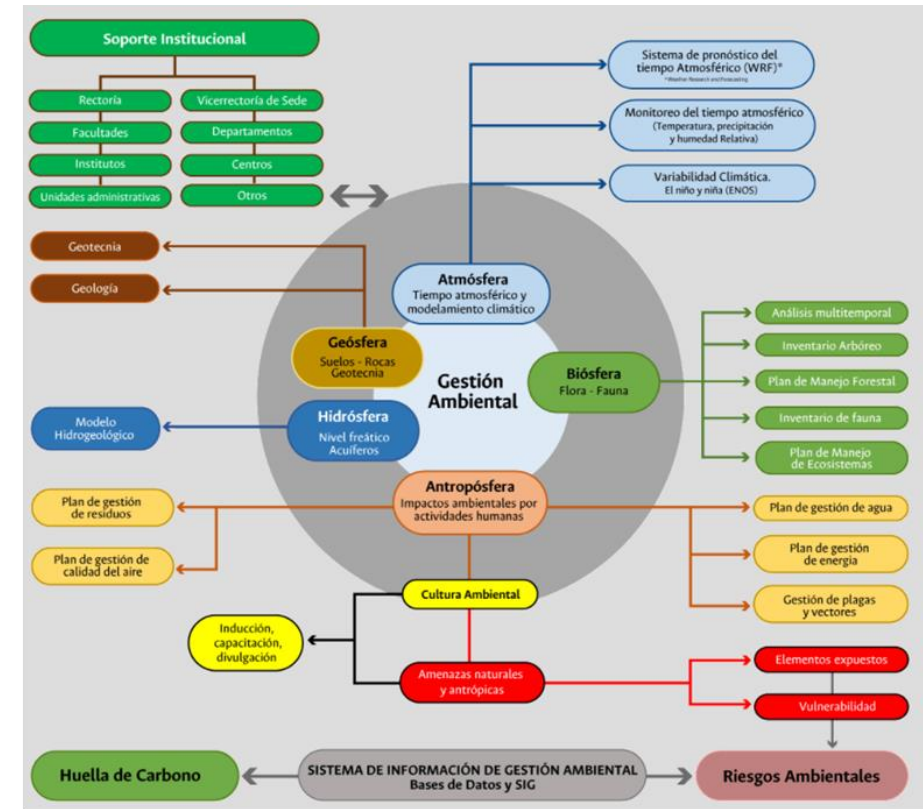 Soporte Institucional
Rectoría
Facultades
Institutos
Unidades administrativas
Vicerrectoría de Sede
Departamentos
Centros
Otros
Sistema de pronóstico del
tiempo Atmosférico (WRF)*
*Weather Research and Forecasting
Monitoreo del tiempo atmosférico
(Temperatura, precipitación
y humedad Relativa)
Variabilidad Climática.
El niño y niña (ENOS)
Geotecnia
Geología
Atmósfera
Tiempo atmosférico y
modelamiento climático
Geósfera
Suelos - Rocas
Geotecnia
Gestión
Ambiental
Biósfera
Flora - Fauna
Análisis multitemporal
Inventario Arbóreo
Plan de Manejo Forestal
Inventario de fauna
Plan de Manejo
de Ecosistemas
Modelo
Hidrogeológico
Hidrósfera
Nivel freático
Acuíferos
Antropósfera
Impactos ambientales por
actividades humanas
Plan de gestión
de residuos
Plan de gestión de
calidad del aire
Plan de gestión de agua
Plan de gestión
de energía
Gestión de plagas
y vectores
Cultura Ambiental
Inducción,
capacitación,
divulgación
Amenazas naturales
y antrópicas
Elementos expuestos
Vulnerabilidad
Huella de Carbono
SISTEMA DE INFORMACIÓN DE GESTIÓN AMBIENTAL
Bases de Datos y SIG
Riesgos Ambientales